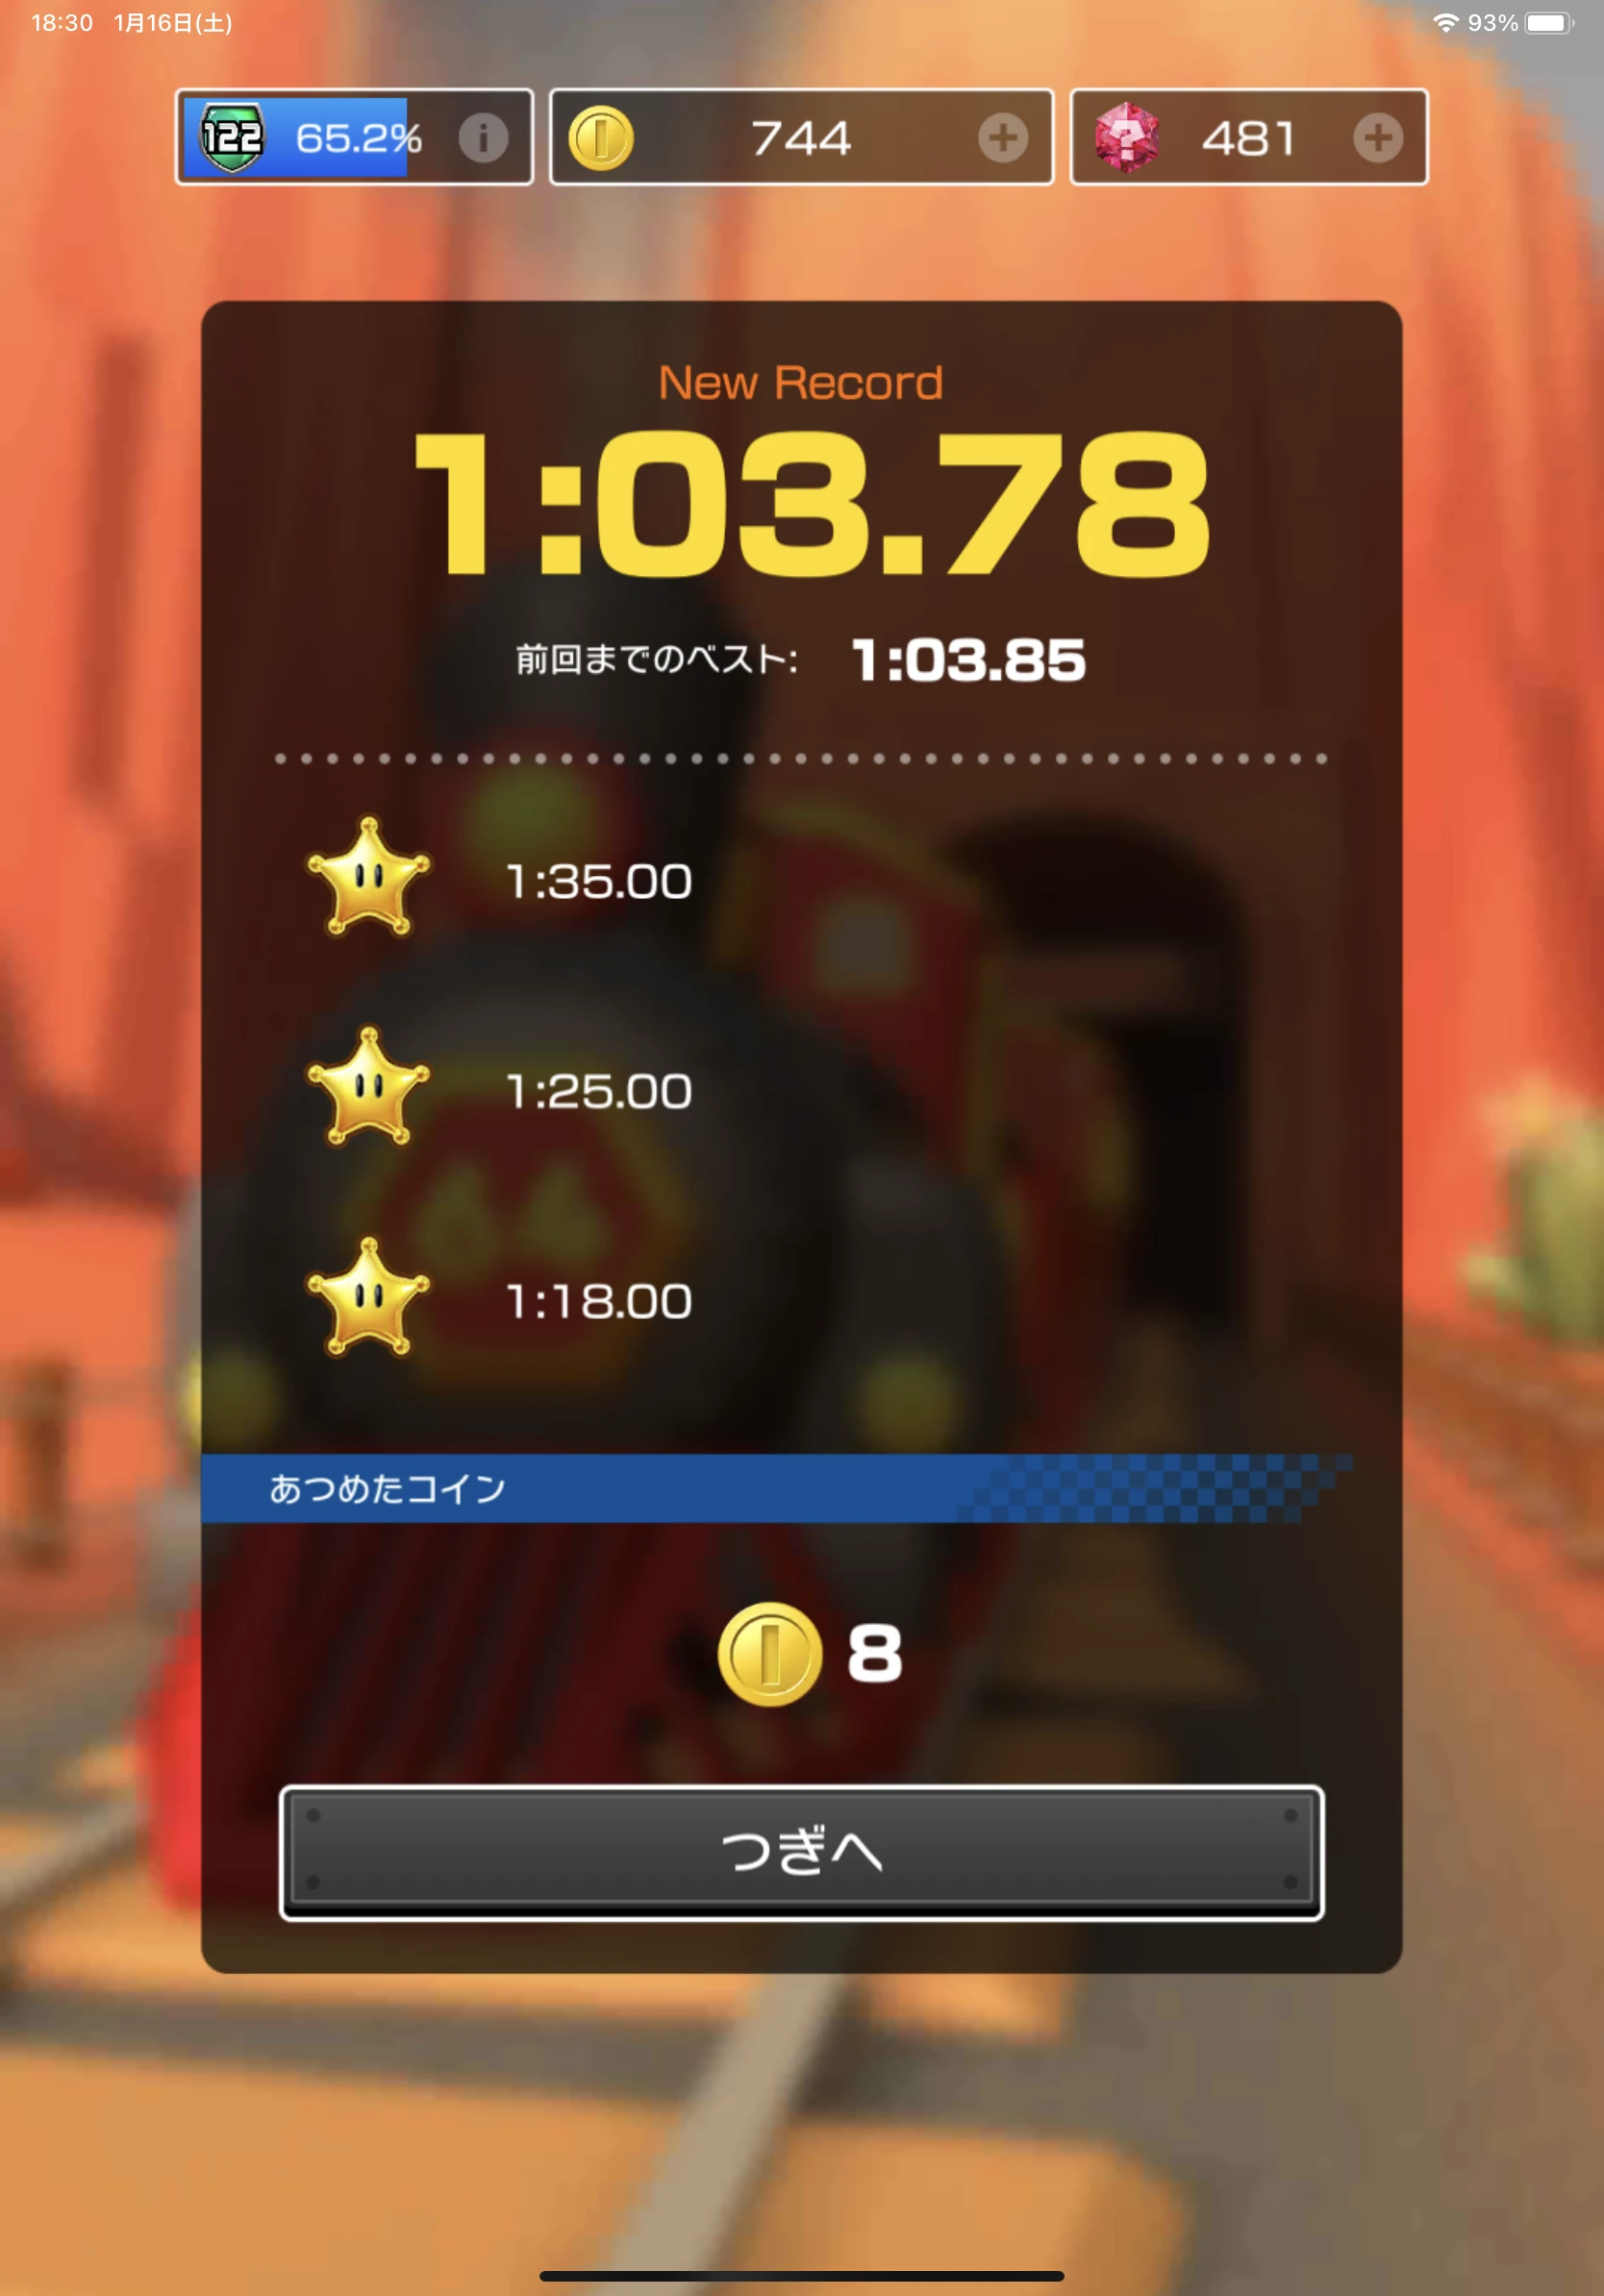 18:30 1月16日(土) 93%
122 65.2% i 744 + ? 481 +
New Record
1:03.78
前回までのベスト: 1:03.85
1:35.00
1:25.00
64
1:18.00
あつめたコイン
8
つぎへ